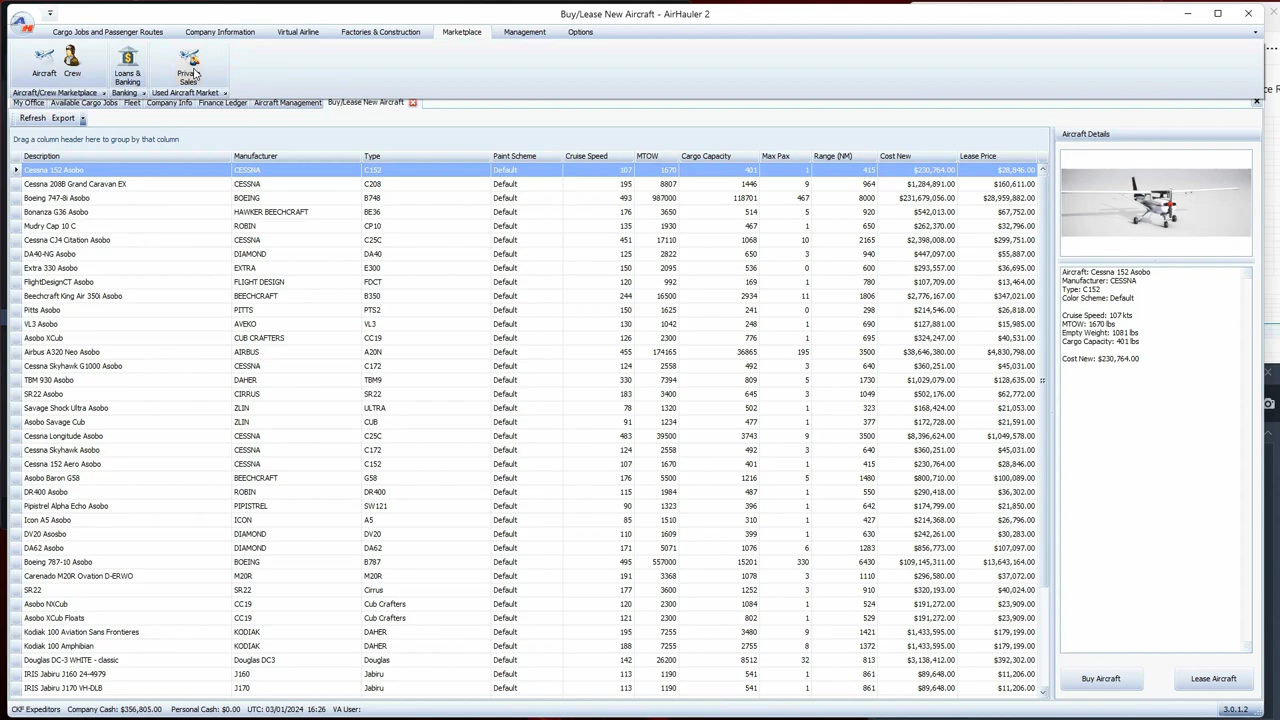 Buy/Lease New Aircraft - AirHauler 2
Cargo Jobs and Passenger Routes Company Information Virtual Airline Factories & Construction Marketplace Management Options
Aircraft Crew Loans & Banking Private Sales
Aircraft/Crew Marketplace Banking Used Aircraft Market
My Office Available Cargo Jobs Fleet Company Info Finance Ledger Aircraft Management Buy/Lease New Aircraft
Refresh Export
Drag a column header here to group by that column
Description Manufacturer Type Paint Scheme Cruise Speed MTOW Cargo Capacity Max Pax Range (NM) Cost New Lease Price
Cessna 152 Asobo CESSNA C152 Default 107 1670 401 1 415 $230,764.00 $28,846.00
Cessna 208B Grand Caravan EX CESSNA C208 Default 195 8807 1446 9 964 $1,284,891.00 $160,611.00
Boeing 747-8i Asobo BOEING B748 Default 493 987000 118701 467 8000 $231,679,056.00 $28,959,882.00
Bonanza G36 Asobo HAWKER BEECHCRAFT BE36 Default 176 3650 514 5 920 $542,013.00 $67,752.00
Mudry Cap 10 C ROBIN CP10 Default 135 1930 467 1 650 $262,370.00 $32,796.00
Cessna CJ4 Citation Asobo CESSNA C25C Default 451 17110 1068 10 2165 $2,398,008.00 $299,751.00
DA40-NG Asobo DIAMOND DA40 Default 125 2822 650 3 940 $447,097.00 $55,887.00
Extra 330 Asobo EXTRA E300 Default 150 2095 536 0 600 $293,557.00 $36,695.00
FlightDesignCT Asobo FLIGHT DESIGN FDCT Default 120 992 169 1 780 $107,709.00 $13,464.00
Beechcraft King Air 350i Asobo BEECHCRAFT B350 Default 244 16500 2934 11 1806 $2,776,167.00 $347,021.00
Pitts Asobo PITTS PTS2 Default 150 1625 241 0 298 $214,546.00 $26,818.00
VL3 Asobo AVEKO VL3 Default 130 1042 248 1 690 $127,881.00 $15,985.00
Asobo XCub CUB CRAFTERS CC19 Default 126 2300 776 1 695 $324,247.00 $40,531.00
Airbus A320 Neo Asobo AIRBUS A20N Default 455 174165 36865 195 3500 $38,646,380.00 $4,830,798.00
Cessna Skyhawk G1000 Asobo CESSNA C172 Default 124 2558 492 3 640 $360,251.00 $45,031.00
TBM 930 Asobo DAHER TBM9 Default 330 7394 809 5 1730 $1,029,079.00 $128,635.00
SR22 Asobo CIRRUS SR22 Default 183 3400 645 3 1049 $502,176.00 $62,772.00
Savage Shock Ultra Asobo ZLIN ULTRA Default 78 1320 502 1 323 $168,424.00 $21,053.00
Asobo Savage Cub ZLIN CUB Default 91 1234 477 1 377 $172,728.00 $21,591.00
Cessna Longitude Asobo CESSNA C25C Default 483 39500 3743 9 3500 $8,396,624.00 $1,049,578.00
Cessna Skyhawk Asobo CESSNA C172 Default 124 2558 492 3 640 $360,251.00 $45,031.00
Cessna 152 Aero Asobo CESSNA C152 Default 107 1670 401 1 415 $230,764.00 $28,846.00
Asobo Baron G58 BEECHCRAFT G58 Default 200 5500 1216 5 1480 $800,710.00 $100,089.00
DR400 Asobo ROBIN DR400 Default 115 1984 487 1 550 $290,418.00 $36,302.00
Pipistrel Alpha Echo Asobo PIPISTREL SW121 Default 90 1323 396 1 642 $174,799.00 $21,850.00
Icon A5 Asobo ICON A5 Default 85 1510 310 1 427 $214,368.00 $26,796.00
DV20 Asosbo DIAMOND DV20 Default 110 1609 399 1 630 $242,261.00 $30,283.00
DA62 Asobo DIAMOND DA62 Default 171 5071 1076 6 1283 $856,773.00 $107,097.00
Boeing 787-10 Asobo BOEING B787 Default 495 557000 15201 330 6430 $109,145,311.00 $13,643,164.00
Carenado M20R Ovation D-ERWO M20R M20R Default 191 3368 1078 3 1110 $296,580.00 $37,072.00
SR22 SR22 Cirrus Default 177 3600 1252 3 910 $320,193.00 $40,024.00
Asobo NXCub CC19 Cub Crafters Default 120 2300 1084 1 524 $191,272.00 $23,909.00
Asobo XCub Floats CC19 Cub Crafters Default 121 2300 802 1 529 $191,272.00 $23,909.00
Kodiak 100 Aviation Sans Frontieres KODIAK DAHER Default 195 7255 3480 9 1421 $1,433,595.00 $179,199.00
Kodiak 100 Amphibian KODIAK DAHER Default 188 7255 2755 8 1372 $1,433,595.00 $179,199.00
Douglas DC-3 WHITE - classic Douglas DC3 Douglas Default 142 26200 8512 32 813 $3,138,412.00 $392,302.00
IRIS Jabiru J160 24-4979 J160 Jabiru Default 113 1190 541 1 861 $89,648.00 $11,206.00
IRIS Jabiru J170 VH-DLB J170 Jabiru Default 113 1190 541 1 861 $89,648.00 $11,206.00
Aircraft Details
Aircraft: Cessna 152 Asobo
Manufacturer: CESSNA
Type: C152
Color Scheme: Default
Cruise Speed: 107 kts
MTOW: 1670 lbs
Empty Weight: 1081 lbs
Cargo Capacity: 401 lbs
Cost New: $230,764.00
Buy Aircraft Lease Aircraft
CKF Expeditors Company Cash: $356,805.00 Personal Cash: $0.00 UTC: 03/01/2024 16:26 VA User: 3.0.1.2